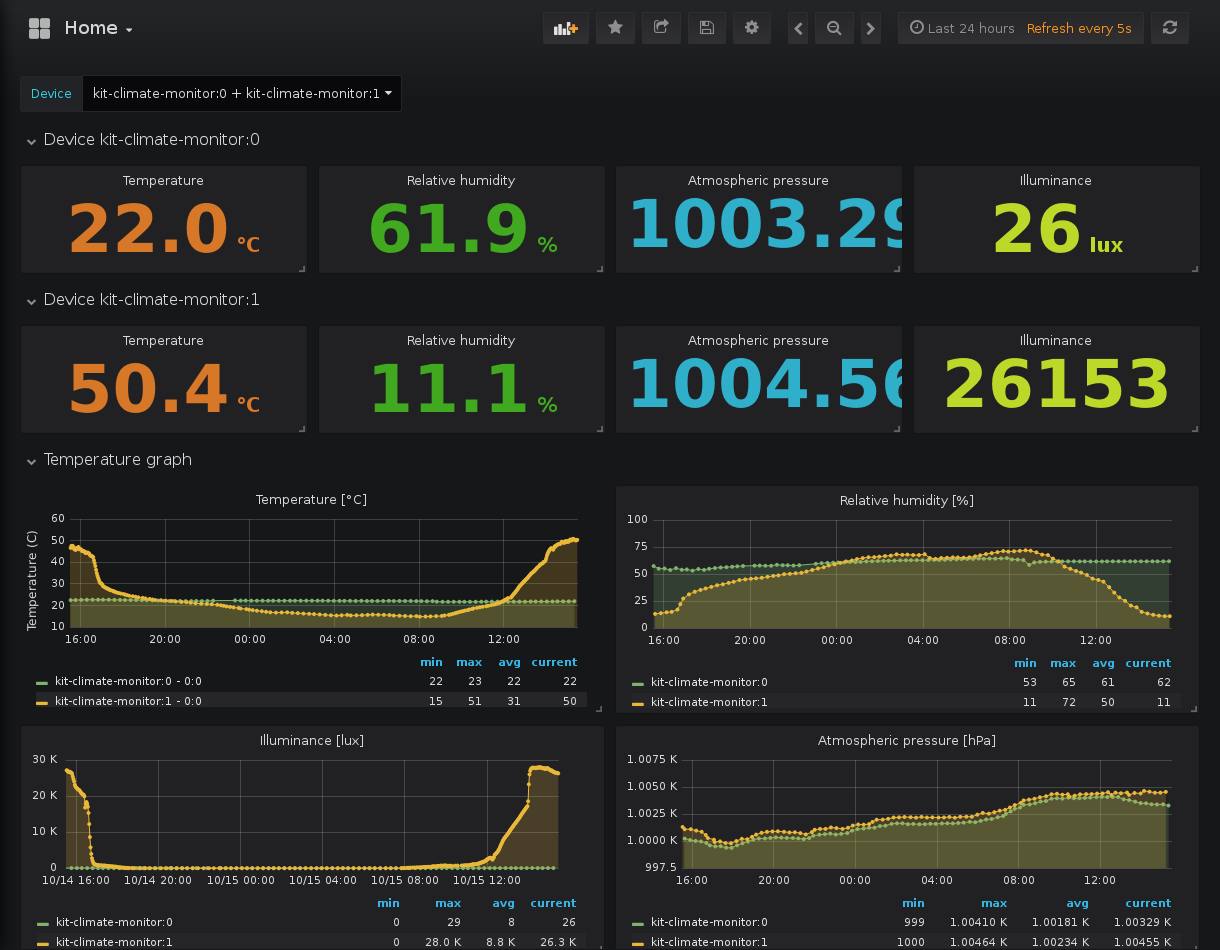 Home
Last 24 hours Refresh every 5s
Device kit-climate-monitor:0 + kit-climate-monitor:1
Device kit-climate-monitor:0
Temperature Relative humidity Atmospheric pressure Illuminance
22.0 °C 61.9 % 1003.29 26 lux
Device kit-climate-monitor:1
Temperature Relative humidity Atmospheric pressure Illuminance
50.4 °C 11.1 % 1004.56 26153
Temperature graph
Temperature [°C]
Temperature (C)
60
50
40
30
20
10
16:00 20:00 00:00 04:00 08:00 12:00
min max avg current
kit-climate-monitor:0 - 0:0 22 23 22 22
kit-climate-monitor:1 - 0:0 15 51 31 50
Relative humidity [%]
100
75
50
25
0
16:00 20:00 00:00 04:00 08:00 12:00
min max avg current
kit-climate-monitor:0 53 65 61 62
kit-climate-monitor:1 11 72 50 11
Illuminance [lux]
30 K
20 K
10 K
0
10/14 16:00 10/14 20:00 10/15 00:00 10/15 04:00 10/15 08:00 10/15 12:00
min max avg current
kit-climate-monitor:0 0 29 8 26
kit-climate-monitor:1 0 28.0 K 8.8 K 26.3 K
Atmospheric pressure [hPa]
1.0075 K
1.0050 K
1.0025 K
1.0000 K
997.5
16:00 20:00 00:00 04:00 08:00 12:00
min max avg current
kit-climate-monitor:0 999 1.00410 K 1.00181 K 1.00329 K
kit-climate-monitor:1 1000 1.00464 K 1.00234 K 1.00455 K